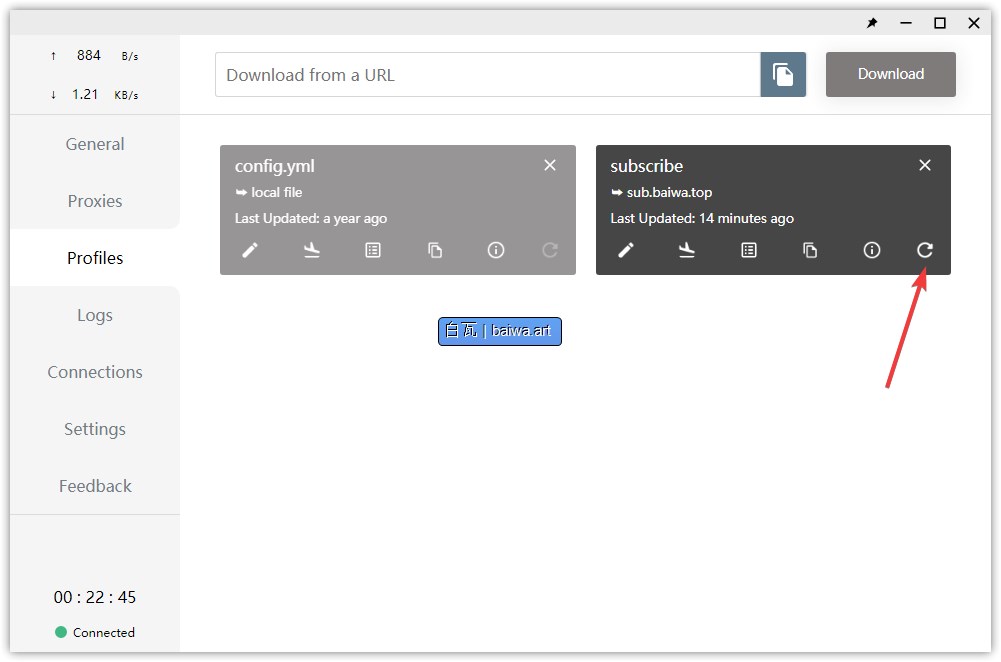 ↑ 884 B/s
↓ 1.21 KB/s
General
Proxies
Profiles
Logs
Connections
Settings
Feedback
00 : 22 : 45
Connected
Download from a URL
Download
config.yml
local file
Last Updated: a year ago
subscribe
sub.baiwa.top
Last Updated: 14 minutes ago
白瓦 | baiwa.art